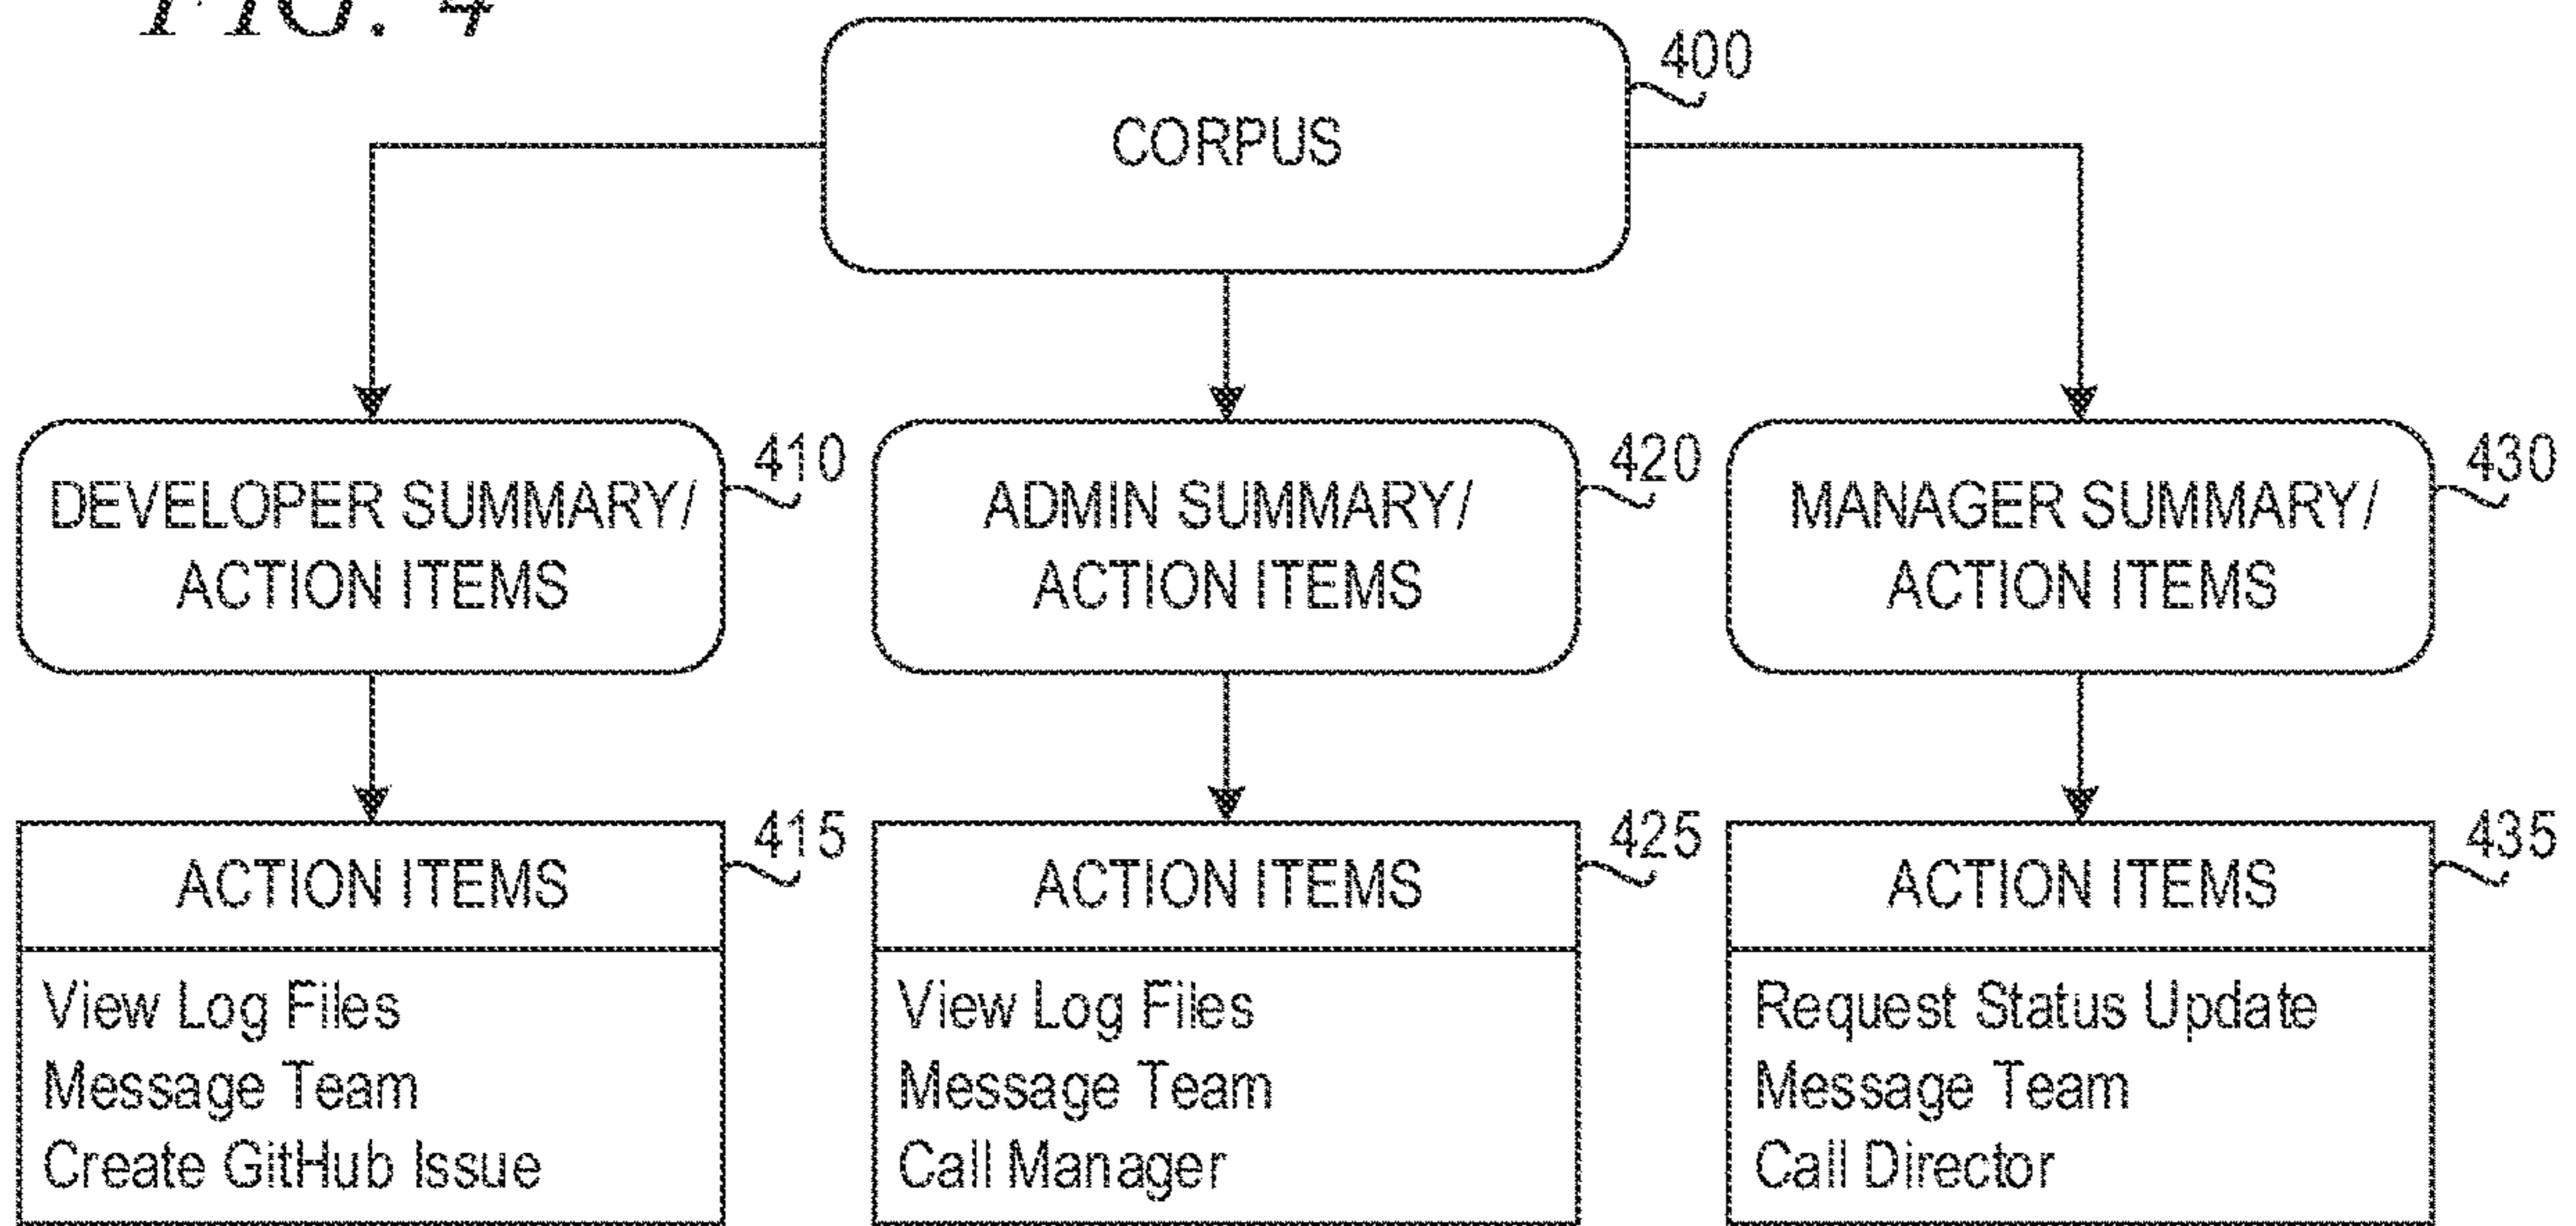 FIG. 4
400
CORPUS
410
DEVELOPER SUMMARY/
ACTION ITEMS
420
ADMIN SUMMARY/
ACTION ITEMS
430
MANAGER SUMMARY/
ACTION ITEMS
415
ACTION ITEMS
View Log Files
Message Team
Create GitHub Issue
425
ACTION ITEMS
View Log Files
Message Team
Call Manager
435
ACTION ITEMS
Request Status Update
Message Team
Call Director